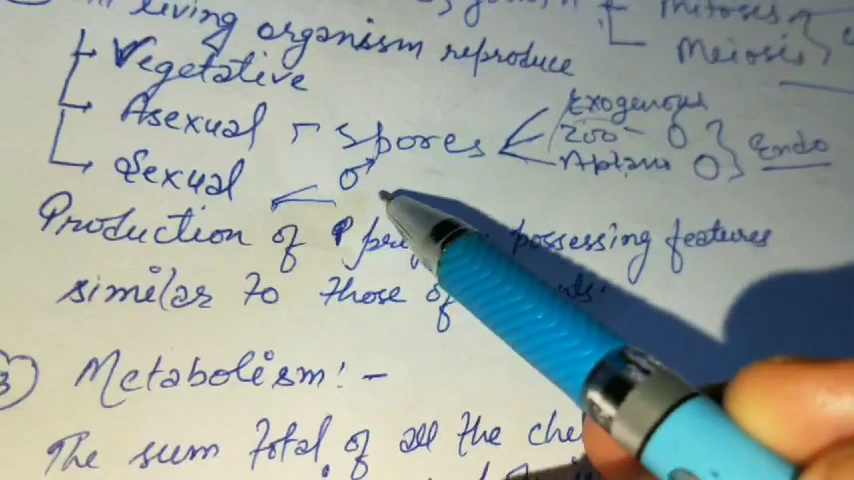 living organism reproduce
Mitosis
Meiosis
Vegetative
Asexual
Spores
Exogenous
Zoo-
Aplano
Endo
Sexual
♂
Production of possessing features
similar to those of
3 Metabolism:-
The sum total of all the